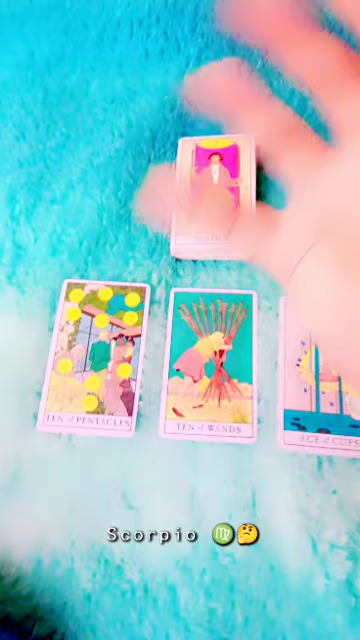 TEN of PENTACLES
TEN of WANDS
ACE of CUPS
Scorpio ♍🤔